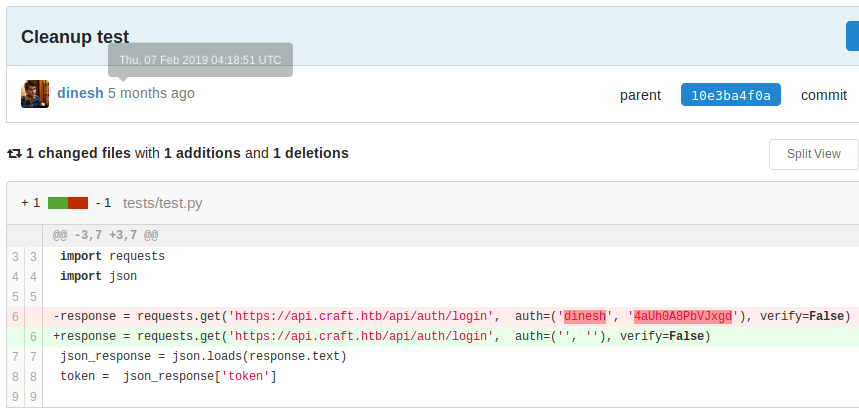 Cleanup test
Thu, 07 Feb 2019 04:18:51 UTC
dinesh 5 months ago parent 10e3ba4f0a commit
1 changed files with 1 additions and 1 deletions Split View
+ 1 - 1 tests/test.py
@@ -3,7 +3,7 @@
3 3 import requests
4 4 import json
5 5
6 -response = requests.get('https://api.craft.htb/api/auth/login',  auth=('dinesh', '4aUh0A8PbVJxgd'), verify=False)
6 +response = requests.get('https://api.craft.htb/api/auth/login',  auth=('', ''), verify=False)
7 7 json_response = json.loads(response.text)
8 8 token =  json_response['token']
9 9